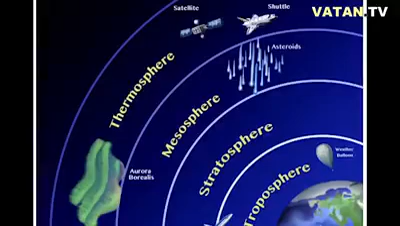 VATAN.TV
Satellite
Shuttle
Asteroids
Thermosphere
Mesosphere
Stratosphere
Troposphere
Weather
Balloon
Aurora
Borealis